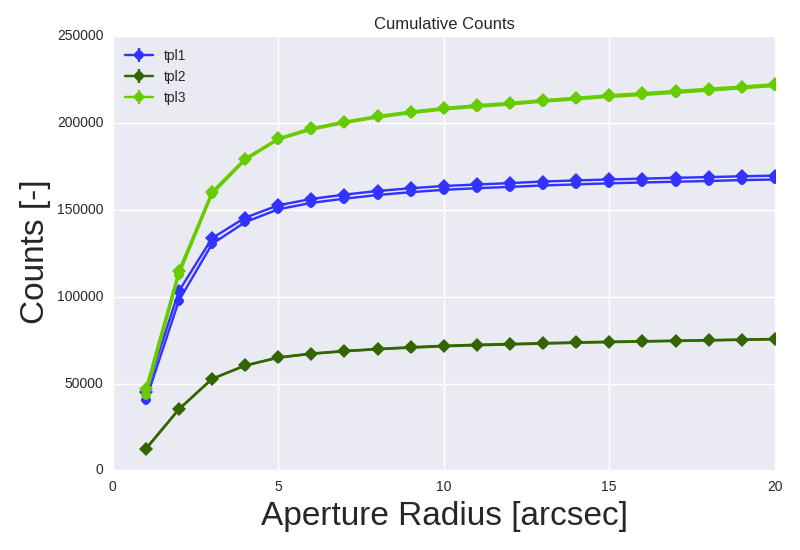 Cumulative Counts
250000
200000
150000
100000
50000
0
tpl1
tpl2
tpl3
Counts [-]
0 5 10 15 20
Aperture Radius [arcsec]